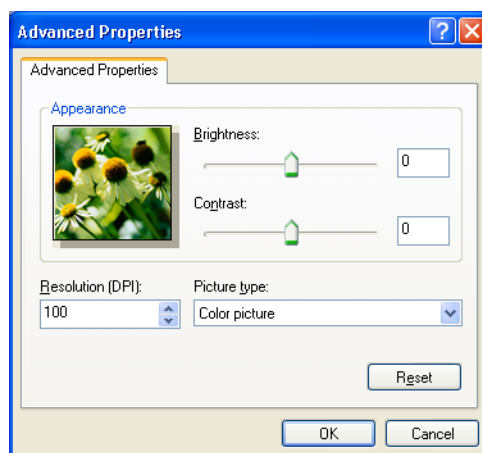 Advanced Properties
Advanced Properties
Appearance
Brightness:
0
Contrast:
0
Resolution (DPI):
Picture type:
100
Color picture
Reset
OK
Cancel